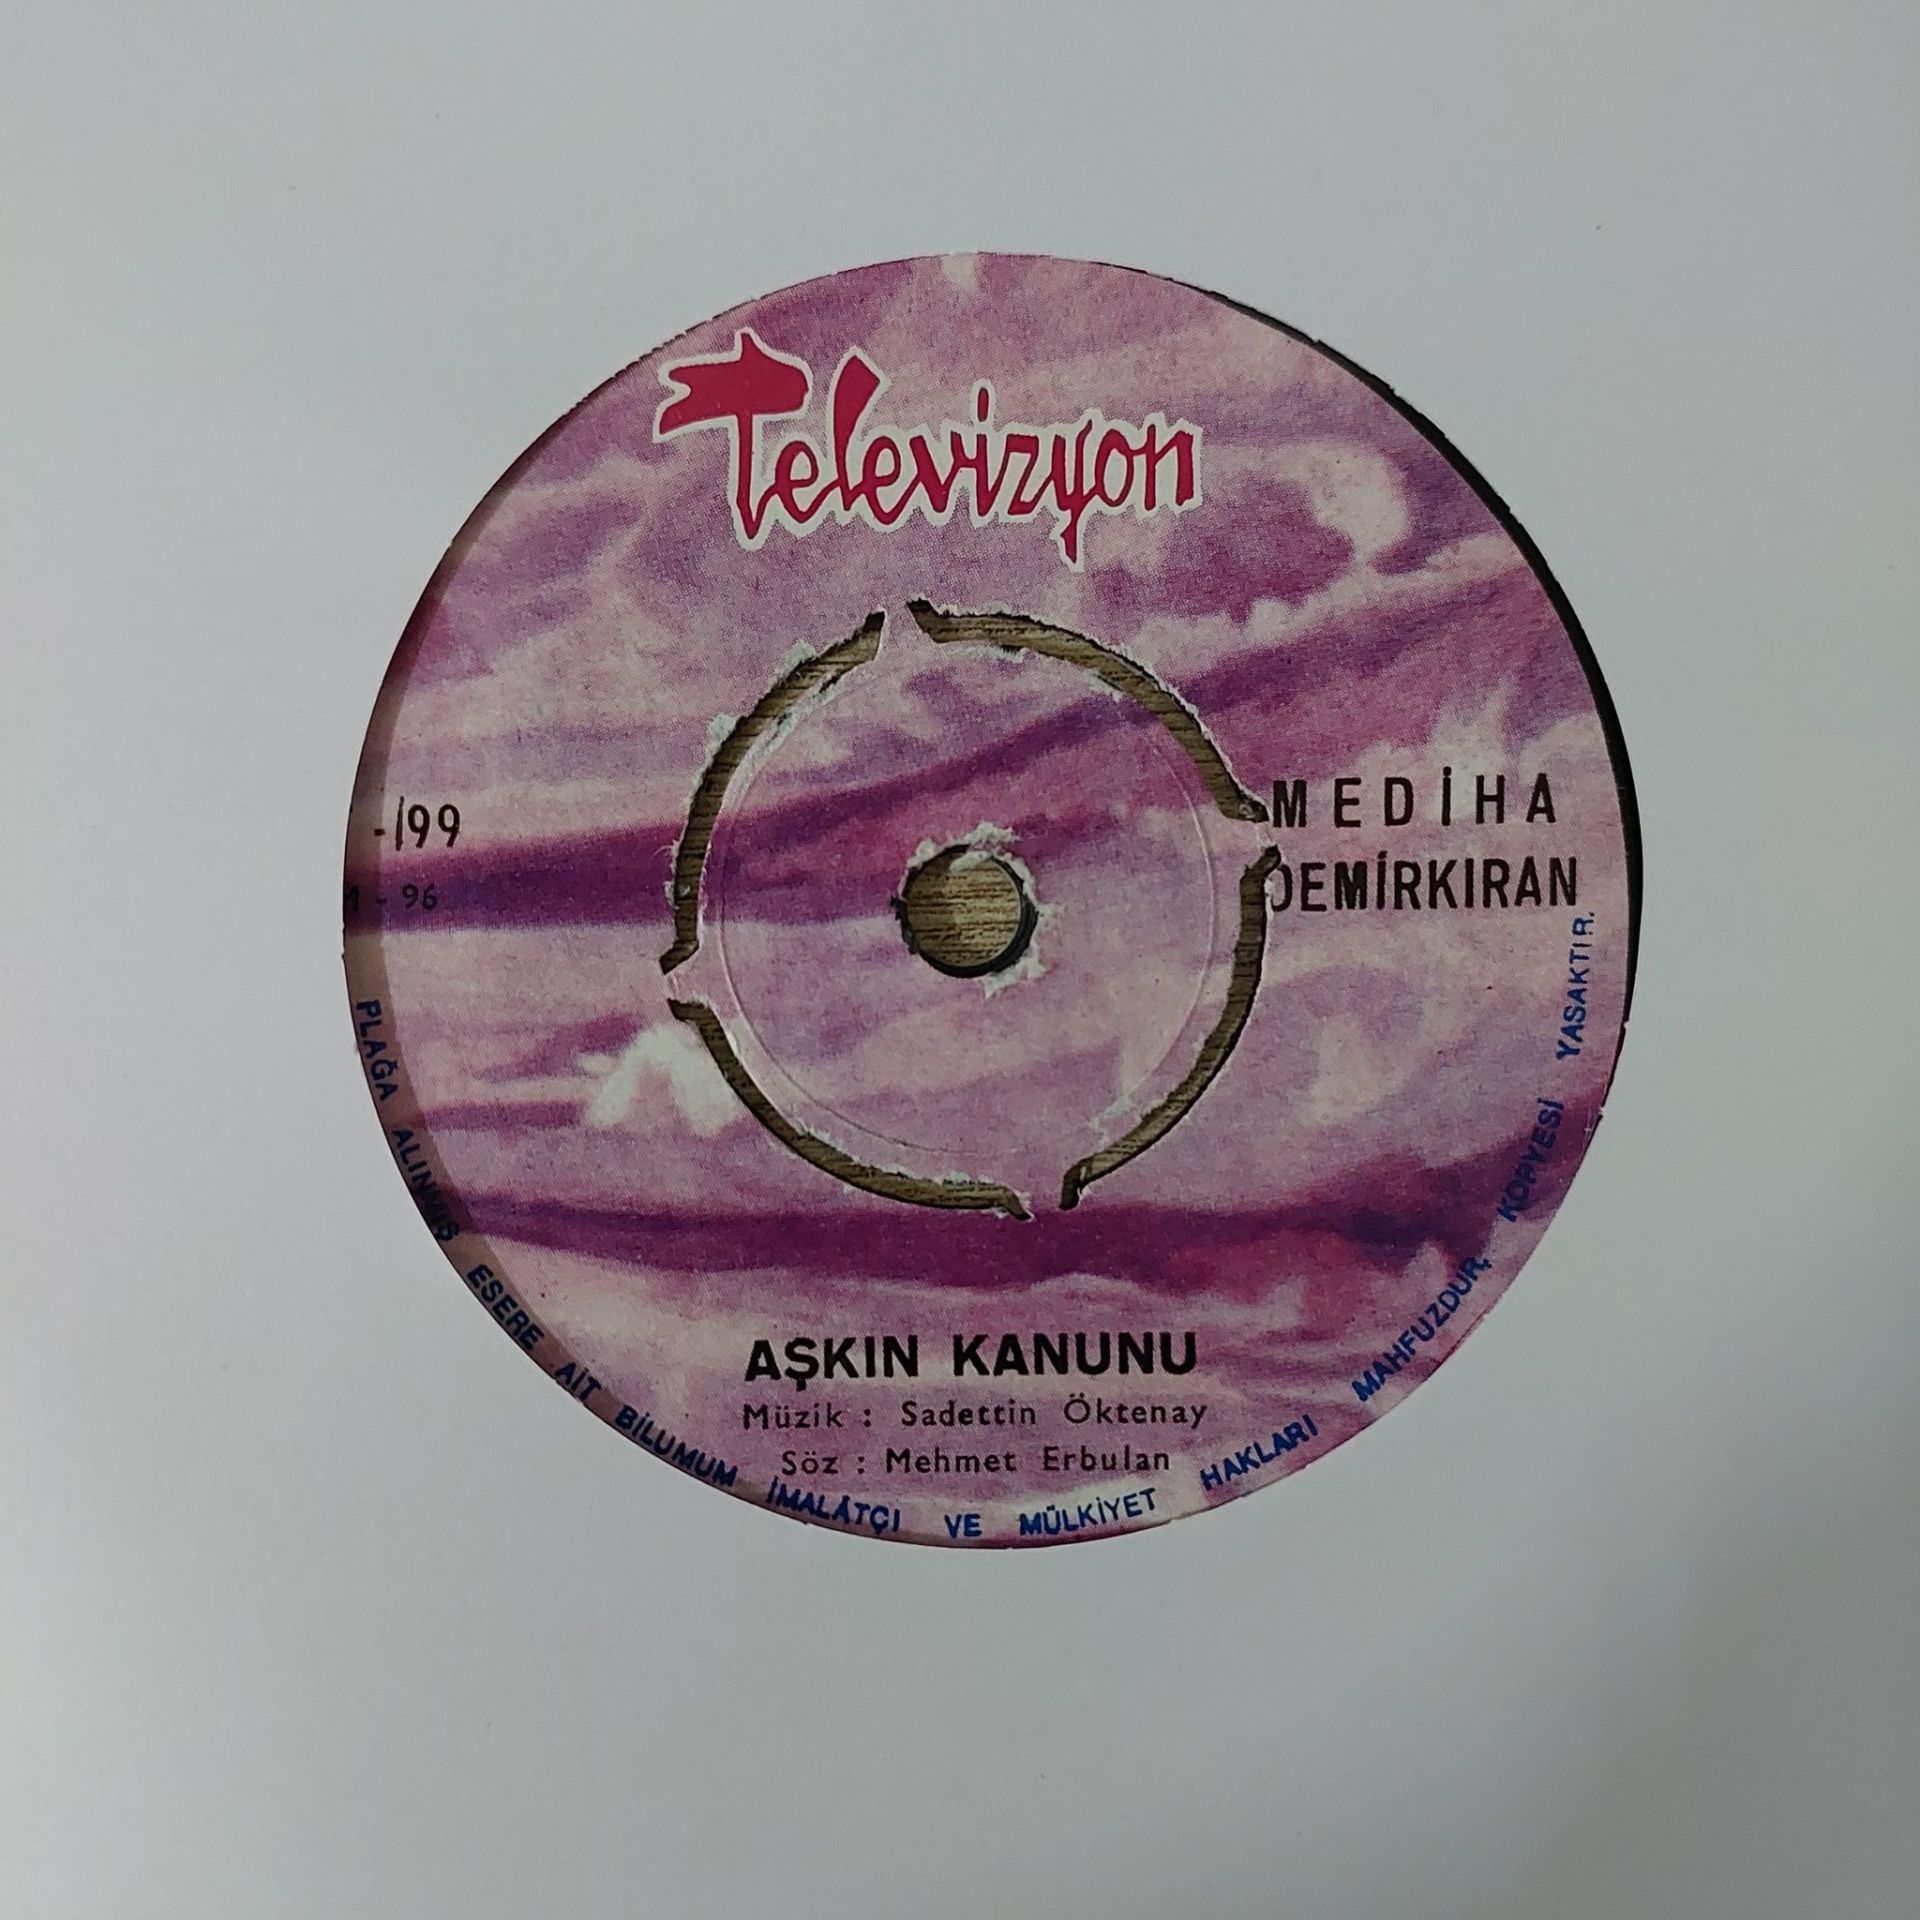 Televizyon
-199
- 96
MEDİHA
DEMİRKIRAN
AŞKIN KANUNU
Müzik : Sadettin Öktenay
Söz : Mehmet Erbulan
PLAĞA ALINMIŞ ESERE AİT BİLUMUM İMALÂTÇI VE MÜLKİYET HAKLARI MAHFUZDUR. KOPYESİ YASAKTIR.